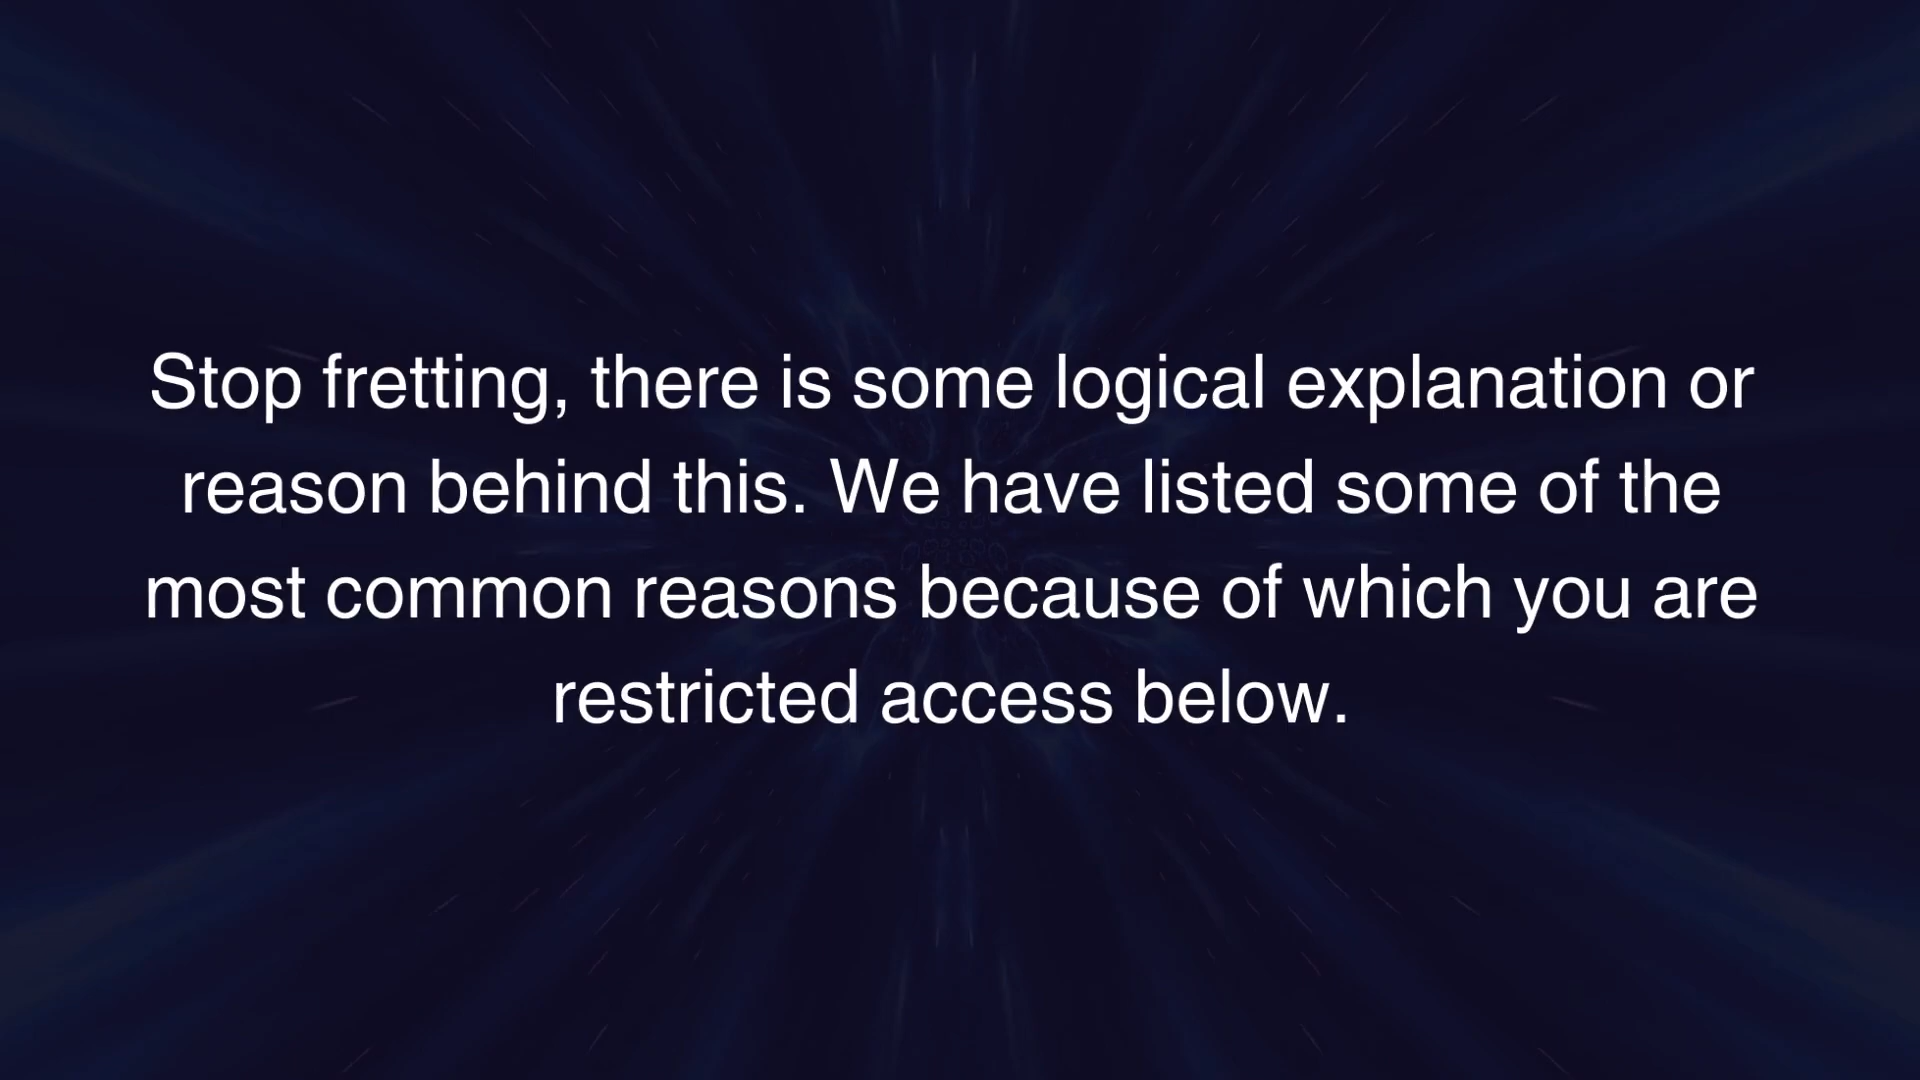 Stop fretting, there is some logical explanation or
reason behind this. We have listed some of the
most common reasons because of which you are
restricted access below.